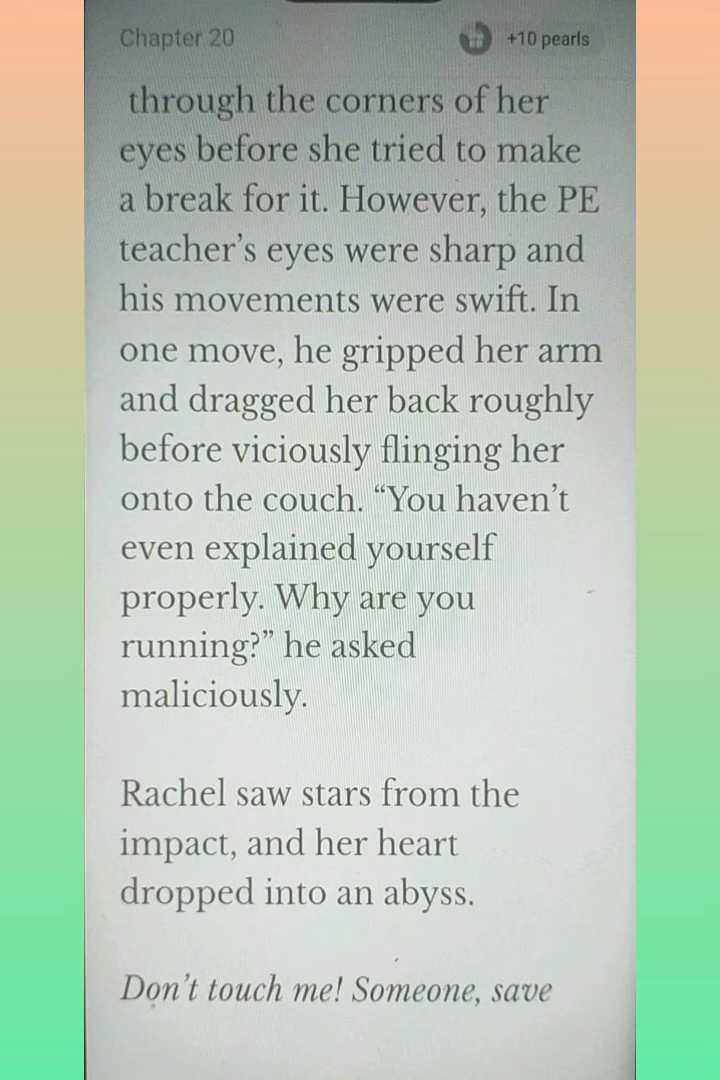 Chapter 20
+10 pearls
through the corners of her
eyes before she tried to make
a break for it. However, the PE
teacher’s eyes were sharp and
his movements were swift. In
one move, he gripped her arm
and dragged her back roughly
before viciously flinging her
onto the couch. “You haven’t
even explained yourself
properly. Why are you
running?” he asked
maliciously.
Rachel saw stars from the
impact, and her heart
dropped into an abyss.
Don’t touch me! Someone, save